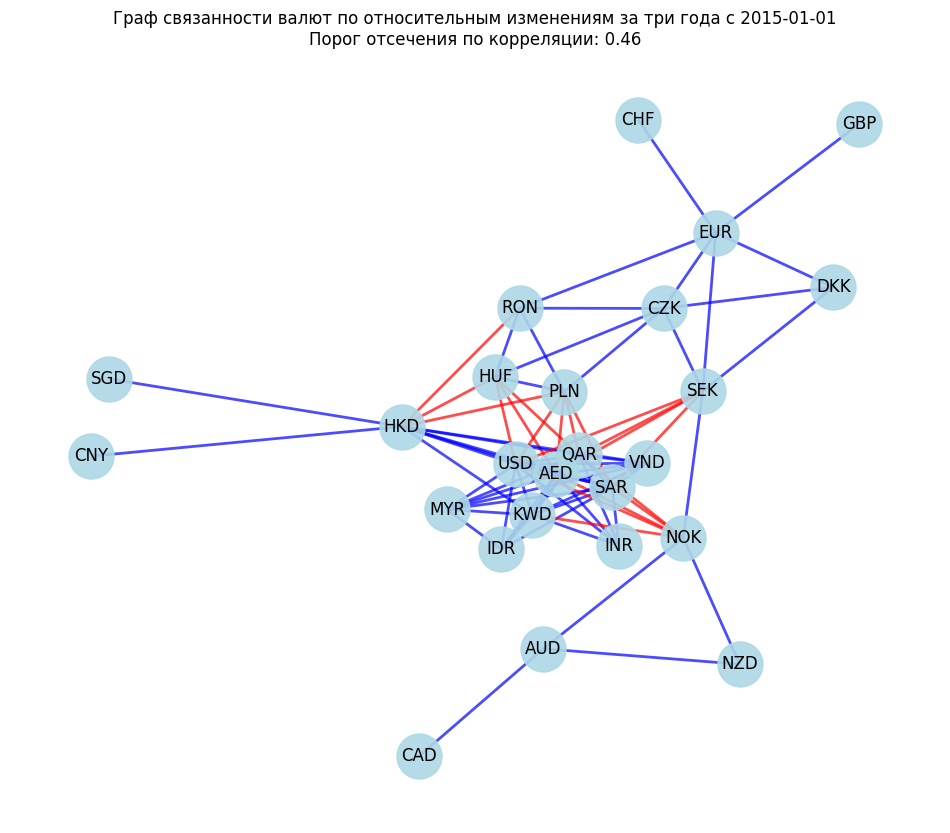 Граф связанности валют по относительным изменениям за три года с 2015-01-01
Порог отсечения по корреляции: 0.46
CHF
GBP
EUR
DKK
RON
CZK
SGD
HUF
PLN
SEK
HKD
CNY
USD
QAR
VND
AED
SAR
MYR
KWD
NOK
IDR
INR
AUD
NZD
CAD